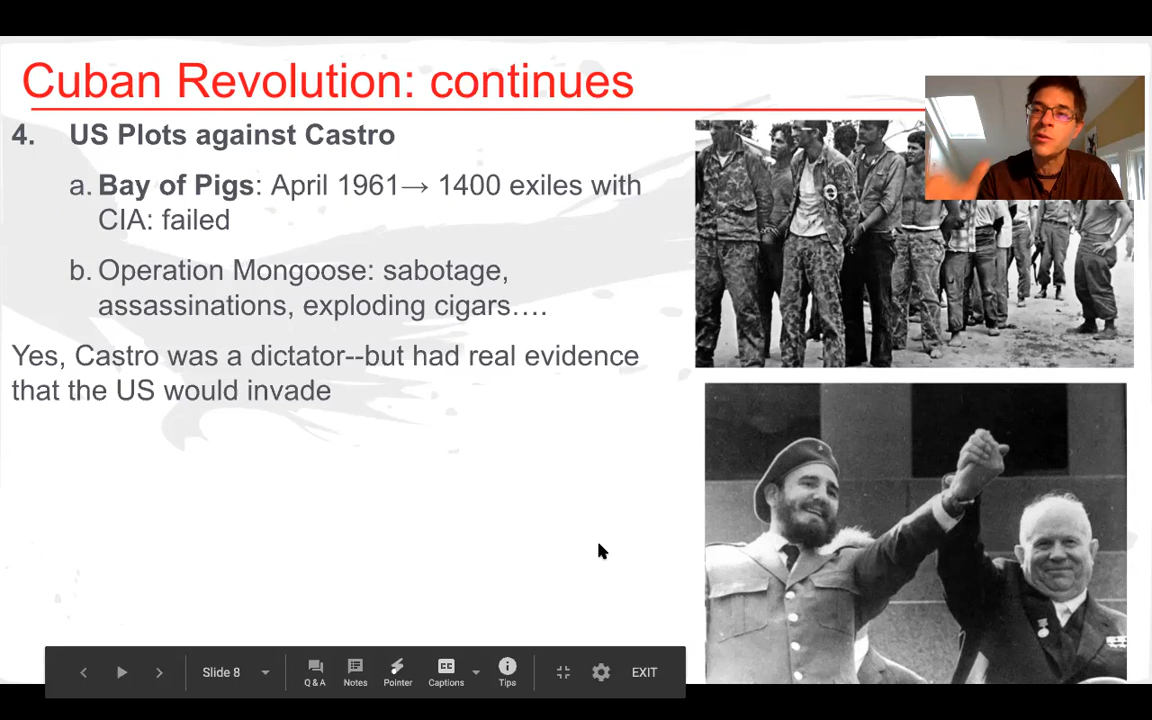 Cuban Revolution: continues
4. US Plots against Castro
a. Bay of Pigs: April 1961→ 1400 exiles with
CIA: failed
b. Operation Mongoose: sabotage,
assassinations, exploding cigars….
Yes, Castro was a dictator--but had real evidence
that the US would invade
Slide 8
Q & A
Notes
Pointer
CC
Captions
Tips
EXIT